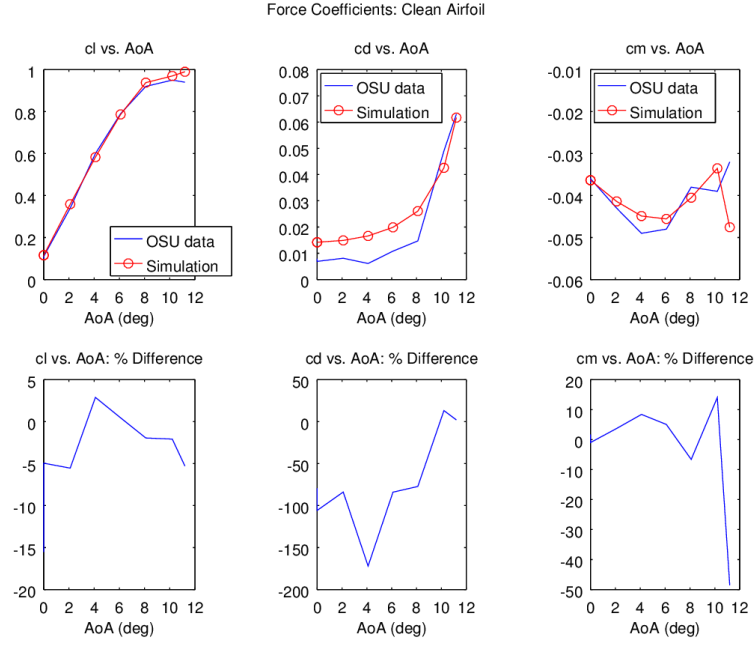 Force Coefficients: Clean Airfoil
cl vs. AoA
1
0.8
0.6
0.4
0.2
0
0 2 4 6 8 10 12
AoA (deg)
OSU data
Simulation
cd vs. AoA
0.08
0.07
0.06
0.05
0.04
0.03
0.02
0.01
0
0 2 4 6 8 10 12
AoA (deg)
OSU data
Simulation
cm vs. AoA
-0.01
-0.03
-0.04
-0.05
-0.06
0 2 4 6 8 10 12
AoA (deg)
OSU data
Simulation
cl vs. AoA: % Difference
5
0
-5
-10
-15
-20
0 2 4 6 8 10 12
AoA (deg)
cd vs. AoA: % Difference
50
0
-50
-100
-150
-200
0 2 4 6 8 10 12
AoA (deg)
cm vs. AoA: % Difference
20
10
0
-10
-20
-30
-40
-50
0 2 4 6 8 10 12
AoA (deg)